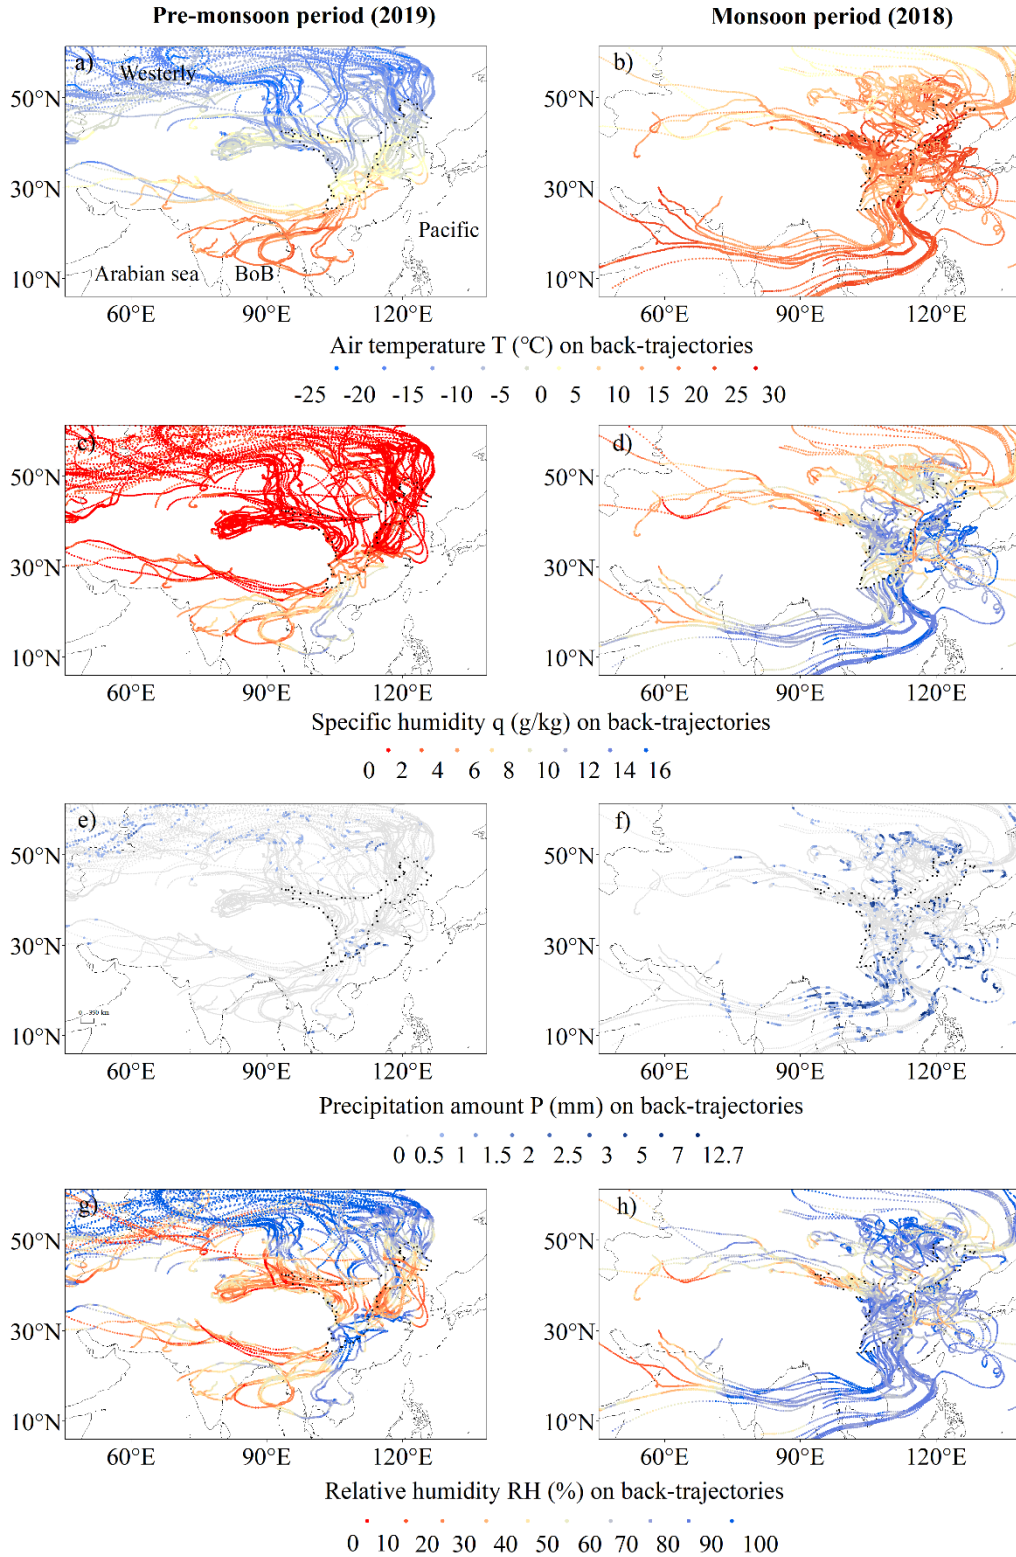 Pre-monsoon period (2019)
Monsoon period (2018)
a)
Westerly
b)
50°N
50°N
30°N
30°N
Pacific
Arabian sea
BoB
10°N
10°N
60°E 90°E 120°E
60°E 90°E 120°E
Air temperature T (°C) on back-trajectories
-25 -20 -15 -10 -5 0 5 10 15 20 25 30
c)
d)
50°N
50°N
30°N
30°N
10°N
10°N
60°E 90°E 120°E
60°E 90°E 120°E
Specific humidity q (g/kg) on back-trajectories
0 2 4 6 8 10 12 14 16
e)
f)
50°N
50°N
30°N
30°N
10°N
10°N
60°E 90°E 120°E
60°E 90°E 120°E
Precipitation amount P (mm) on back-trajectories
0 0.5 1 1.5 2 2.5 3 5 7 12.7
g)
h)
50°N
50°N
30°N
30°N
10°N
10°N
60°E 90°E 120°E
60°E 90°E 120°E
Relative humidity RH (%) on back-trajectories
0 10 20 30 40 50 60 70 80 90 100